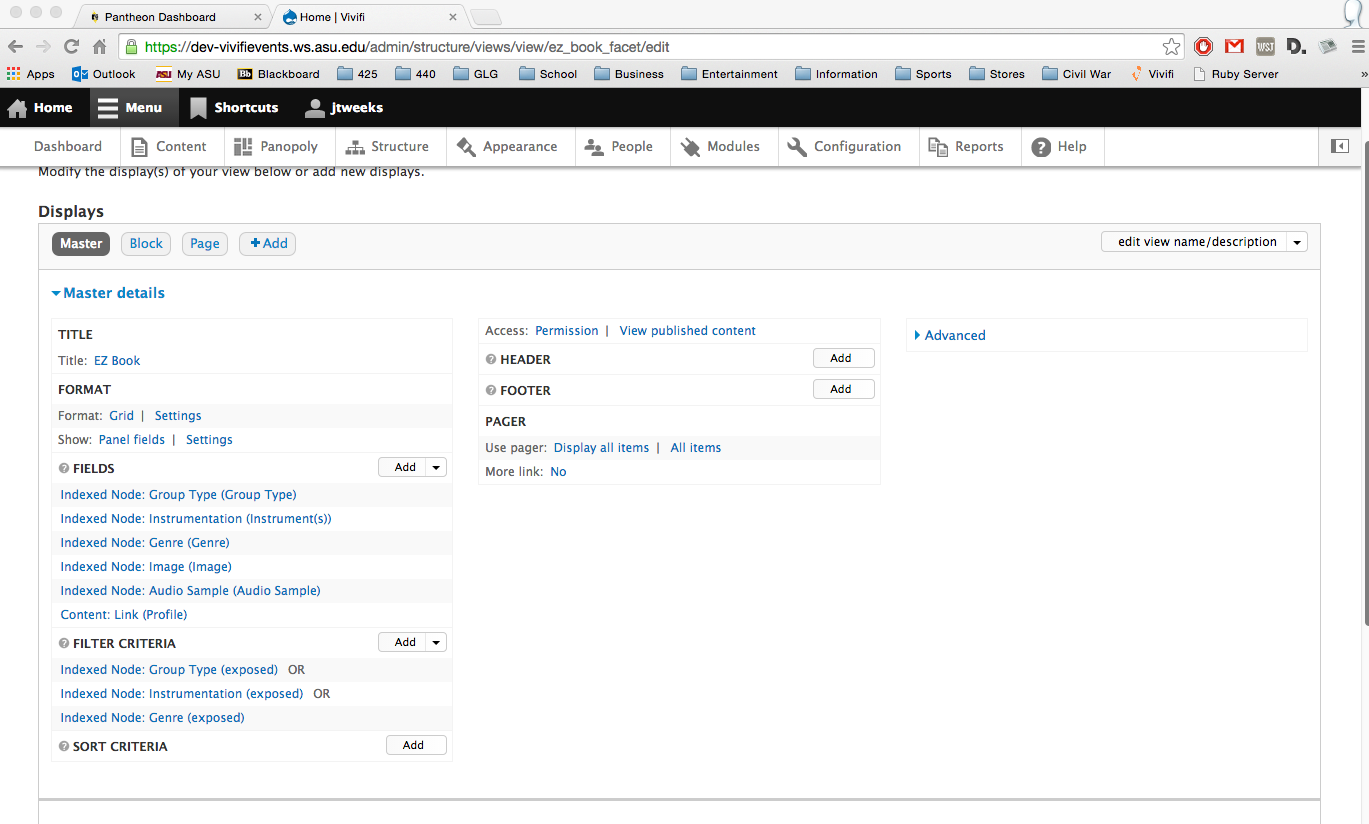 Pantheon Dashboard
Home | Vivifi
https://dev-vivifievents.ws.asu.edu/admin/structure/views/view/ez_book_facet/edit
WST
D.
Apps Outlook ASU My ASU Bb Blackboard 425 440 GLG School Business Entertainment Information Sports Stores Civil War Vivifi Ruby Server »
Home Menu Shortcuts jtweeks
Dashboard Content Panopoly Structure Appearance People Modules Configuration Reports Help
Modify the display(s) of your view below or add new displays.
Displays
Master Block Page +Add edit view name/description
Master details
TITLE
Title: EZ Book
FORMAT
Format: Grid | Settings
Show: Panel fields | Settings
FIELDS Add
Indexed Node: Group Type (Group Type)
Indexed Node: Instrumentation (Instrument(s))
Indexed Node: Genre (Genre)
Indexed Node: Image (Image)
Indexed Node: Audio Sample (Audio Sample)
Content: Link (Profile)
FILTER CRITERIA Add
Indexed Node: Group Type (exposed) OR
Indexed Node: Instrumentation (exposed) OR
Indexed Node: Genre (exposed)
SORT CRITERIA Add
Access: Permission | View published content
HEADER Add
FOOTER Add
PAGER
Use pager: Display all items | All items
More link: No
Advanced